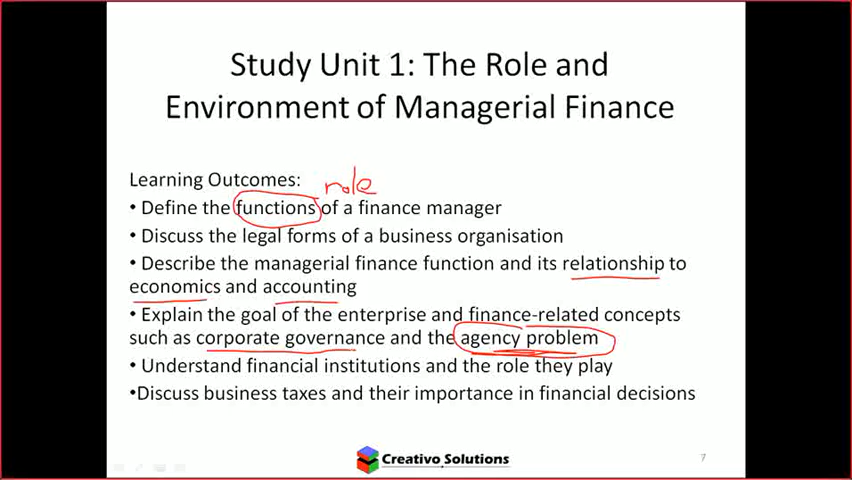 Study Unit 1: The Role and
Environment of Managerial Finance
Learning Outcomes:
role
• Define the functions of a finance manager
• Discuss the legal forms of a business organisation
• Describe the managerial finance function and its relationship to
economics and accounting
• Explain the goal of the enterprise and finance-related concepts
such as corporate governance and the agency problem
• Understand financial institutions and the role they play
•Discuss business taxes and their importance in financial decisions
Creativo Solutions
7